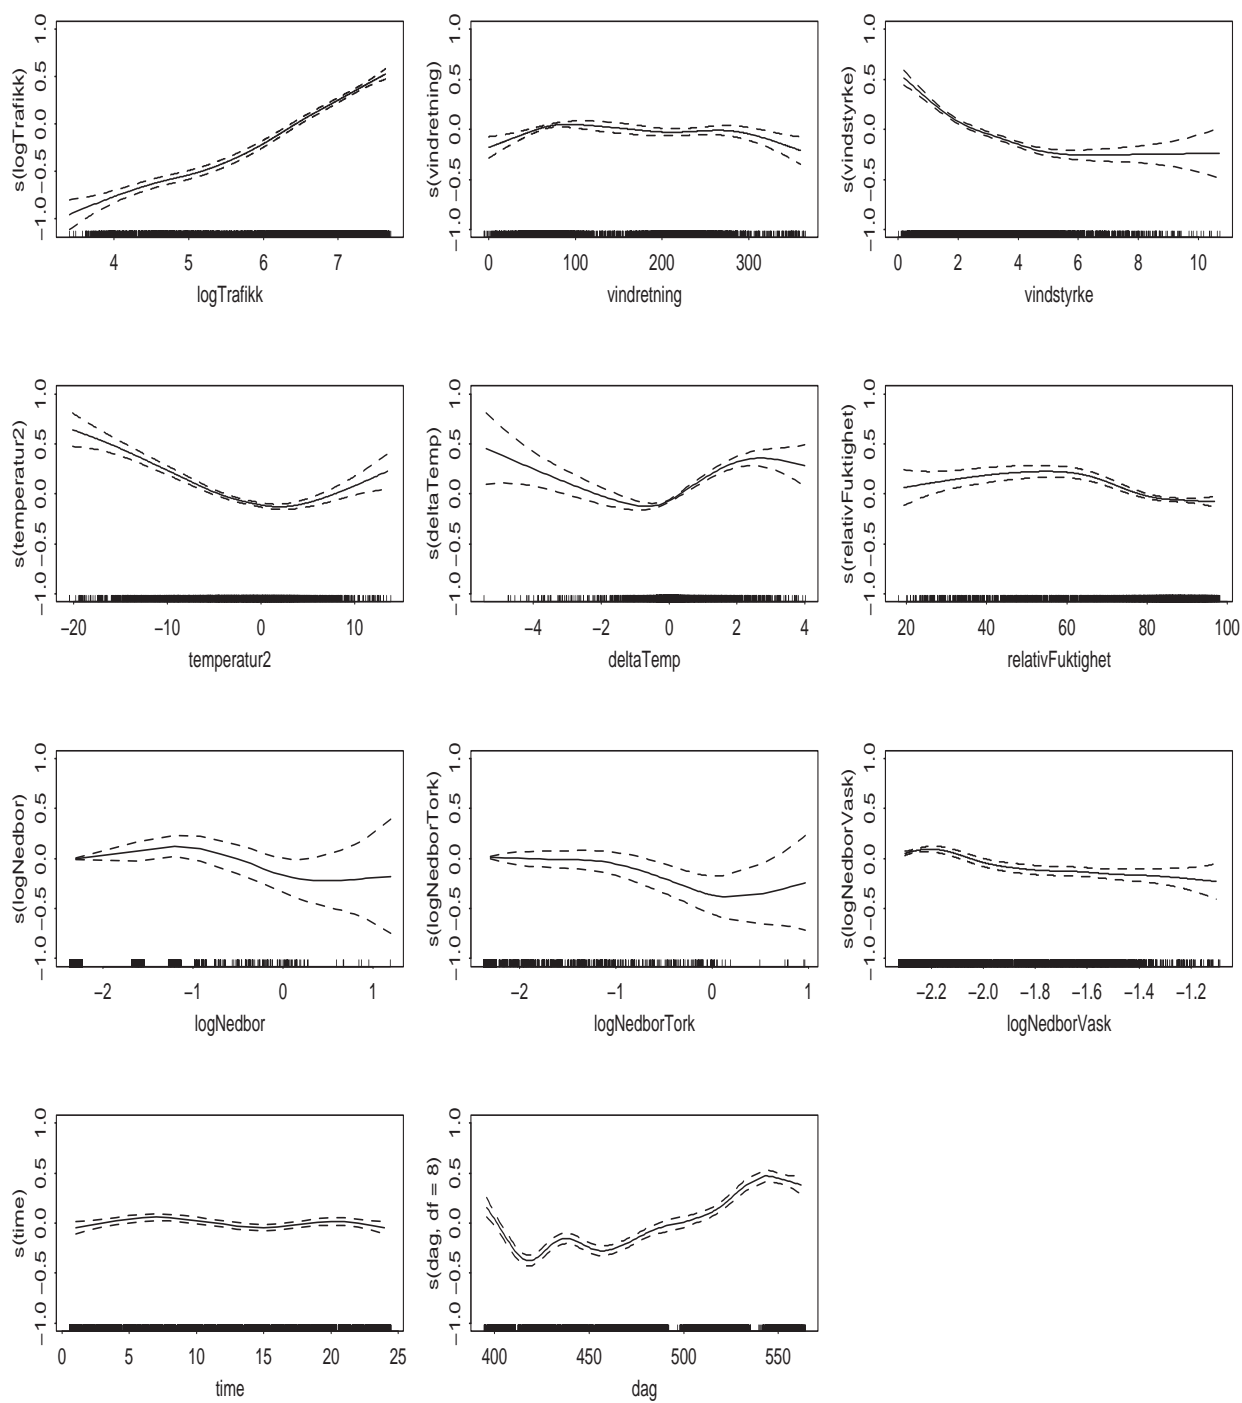 s(logTrafikk)
−1.0 −0.5 0.0 0.5 1.0
4 5 6 7
logTrafikk
s(vindretning)
−1.0 −0.5 0.0 0.5 1.0
0 100 200 300
vindretning
s(vindstyrke)
−1.0 −0.5 0.0 0.5 1.0
0 2 4 6 8 10
vindstyrke
s(temperatur2)
−1.0 −0.5 0.0 0.5 1.0
−20 −10 0 10
temperatur2
s(deltaTemp)
−1.0 −0.5 0.0 0.5 1.0
−4 −2 0 2 4
deltaTemp
s(relativFuktighet)
−1.0 −0.5 0.0 0.5 1.0
20 40 60 80 100
relativFuktighet
s(logNedbor)
−1.0 −0.5 0.0 0.5 1.0
−2 −1 0 1
logNedbor
s(logNedborTork)
−1.0 −0.5 0.0 0.5 1.0
−2 −1 0 1
logNedborTork
s(logNedborVask)
−1.0 −0.5 0.0 0.5 1.0
−2.2 −2.0 −1.8 −1.6 −1.4 −1.2
logNedborVask
s(time)
−1.0 −0.5 0.0 0.5 1.0
0 5 10 15 20 25
time
s(dag, df = 8)
−1.0 −0.5 0.0 0.5 1.0
400 450 500 550
dag